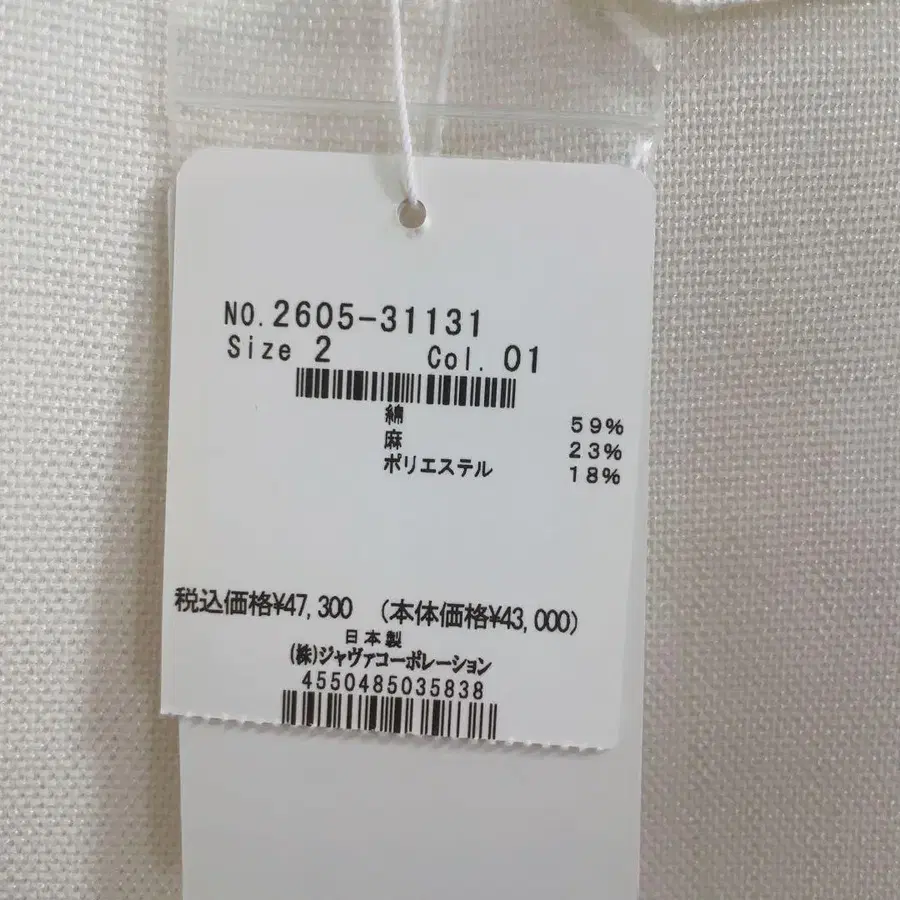 NO. 2605-31131
Size 2 Col. 01
綿 59%
麻 23%
ポリエステル 18%
税込価格¥47,300 (本体価格¥43,000)
日本製
(株)ジャヴァコーポレーション
4550485035838